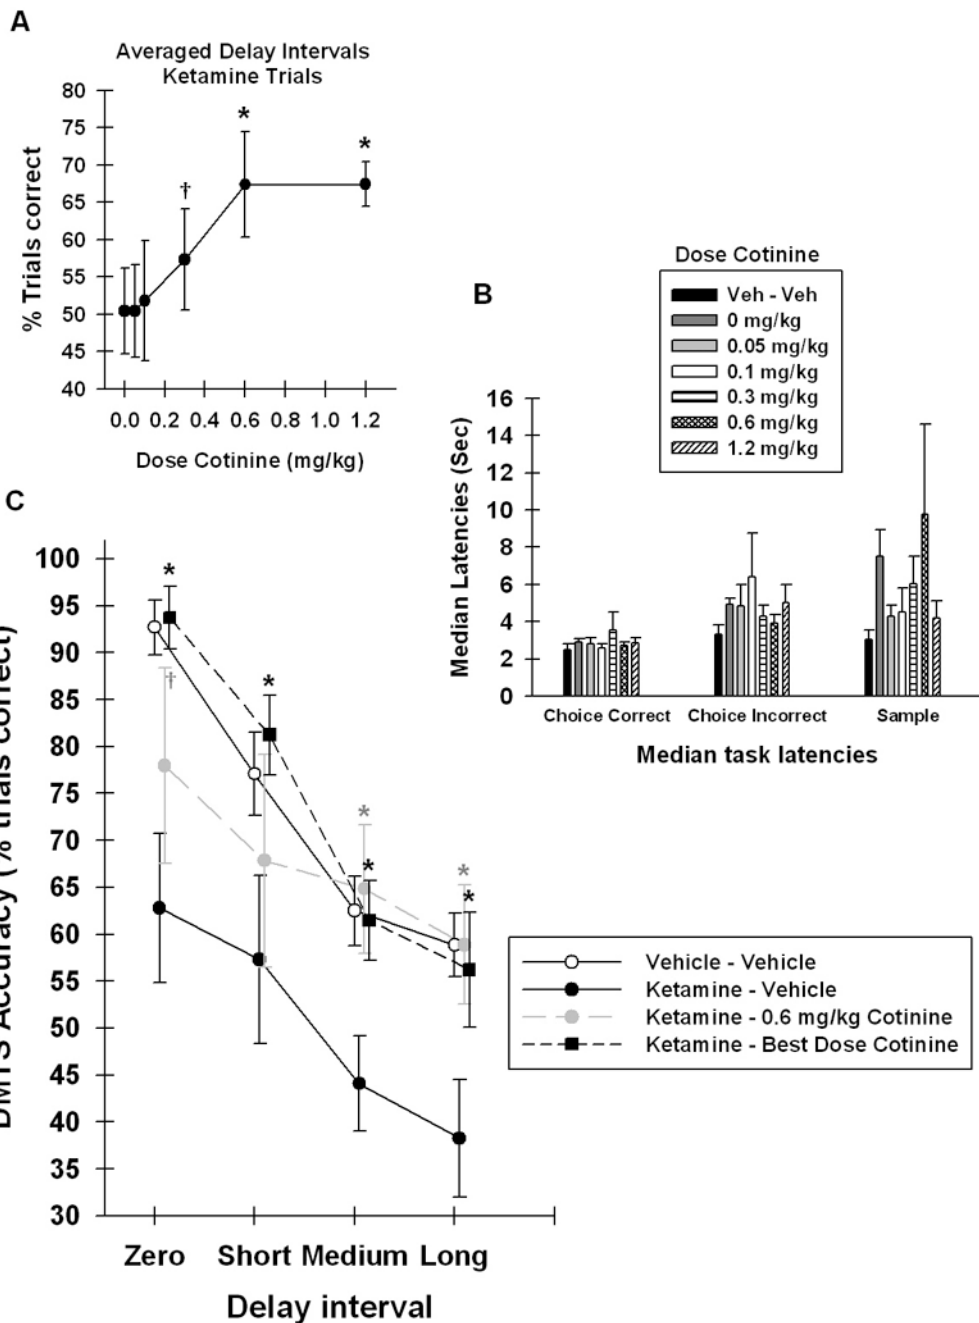 A
Averaged Delay Intervals
Ketamine Trials
% Trials correct
80
75
70
65
60
55
50
45
40
*
*
†
0.0 0.2 0.4 0.6 0.8 1.0 1.2
Dose Cotinine (mg/kg)
B
Dose Cotinine
Veh - Veh
0 mg/kg
0.05 mg/kg
0.1 mg/kg
0.3 mg/kg
0.6 mg/kg
1.2 mg/kg
Median Latencies (Sec)
16
14
12
10
8
6
4
2
0
Choice Correct Choice Incorrect Sample
Median task latencies
C
DMTS Accuracy (% trials correct)
100
95
90
85
80
75
70
65
60
55
50
45
40
35
30
*
†
*
*
*
*
*
Zero Short Medium Long
Delay interval
Vehicle - Vehicle
Ketamine - Vehicle
Ketamine - 0.6 mg/kg Cotinine
Ketamine - Best Dose Cotinine